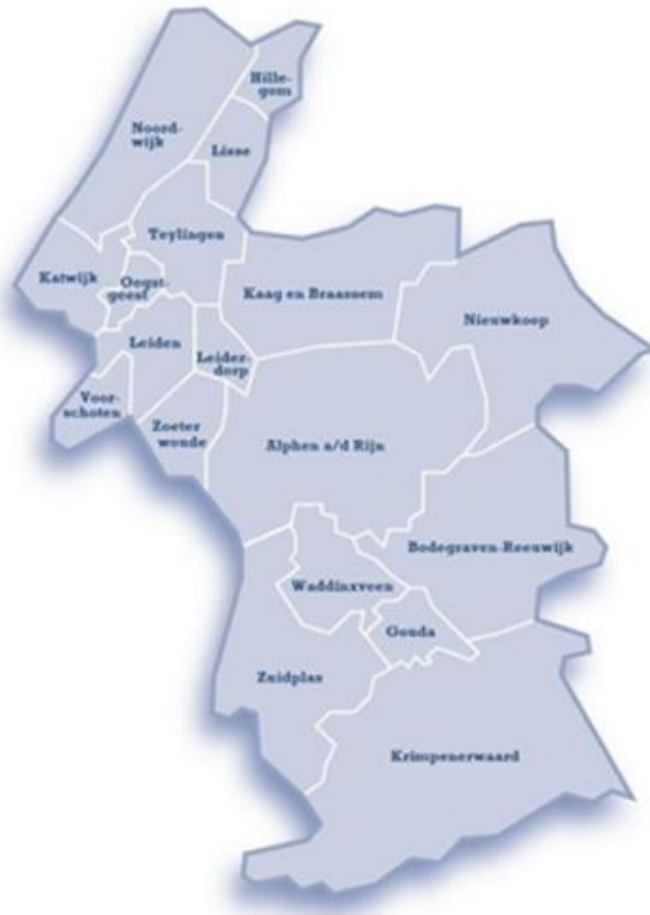 Hille-
gom
Noord-
wijk
Lisse
Teylingen
Katwijk
Oegst-
geest
Kaag en Braassem
Nieuwkoop
Leiden
Leider-
dorp
Voor-
schoten
Zoeter
woude
Alphen a/d Rijn
Bodegraven-Reeuwijk
Waddinxveen
Gouda
Zuidplas
Krimpenerwaard